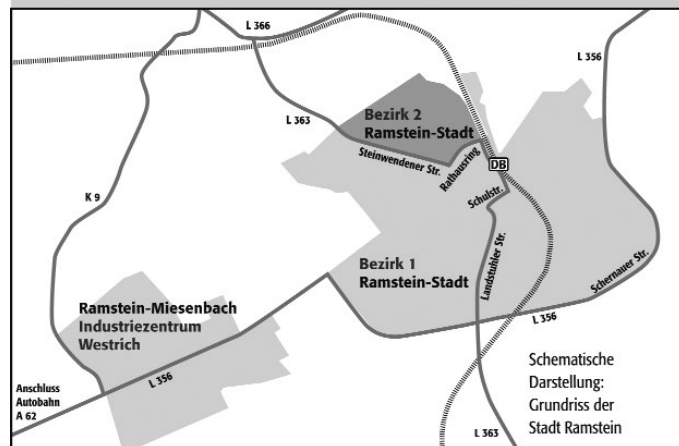 L 366
L 356
L 363
Bezirk 2
Ramstein-Stadt
Steinwendener Str.
Rathausring
DB
Schulstr.
K 9
Landstuhler Str.
Bezirk 1
Ramstein-Stadt
Schernauer Str.
Ramstein-Miesenbach
Industriezentrum
Westrich
L 356
L 356
Anschluss
Autobahn
A 62
Schematische
Darstellung:
Grundriss der
Stadt Ramstein
L 363